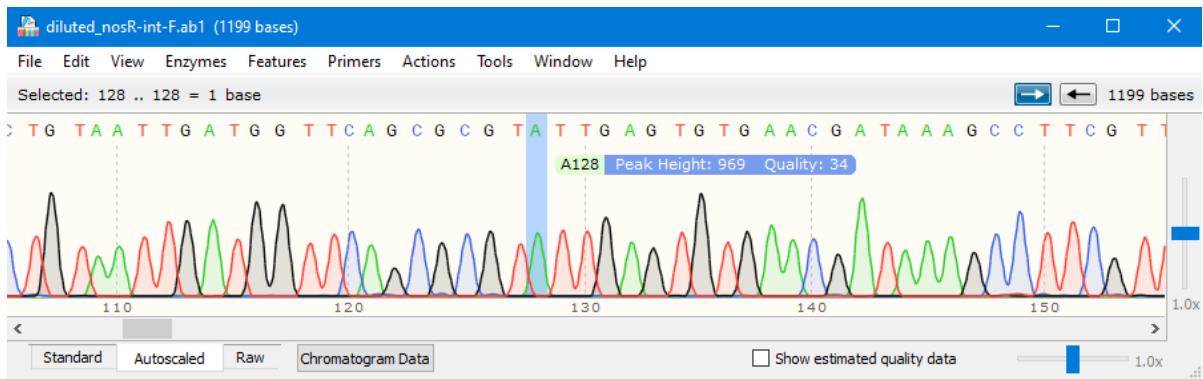 diluted_nosR-int-F.ab1 (1199 bases)
File Edit View Enzymes Features Primers Actions Tools Window Help
Selected: 128 .. 128 = 1 base
1199 bases
C T G T A A T T G A T G G T T C A G C G C G T A T T G A G T G T G A A C G A T A A A G C C T T C G T T
A128 Peak Height: 969 Quality: 34
110 120 130 140 150
1.0x
Standard Autoscaled Raw Chromatogram Data Show estimated quality data 1.0x